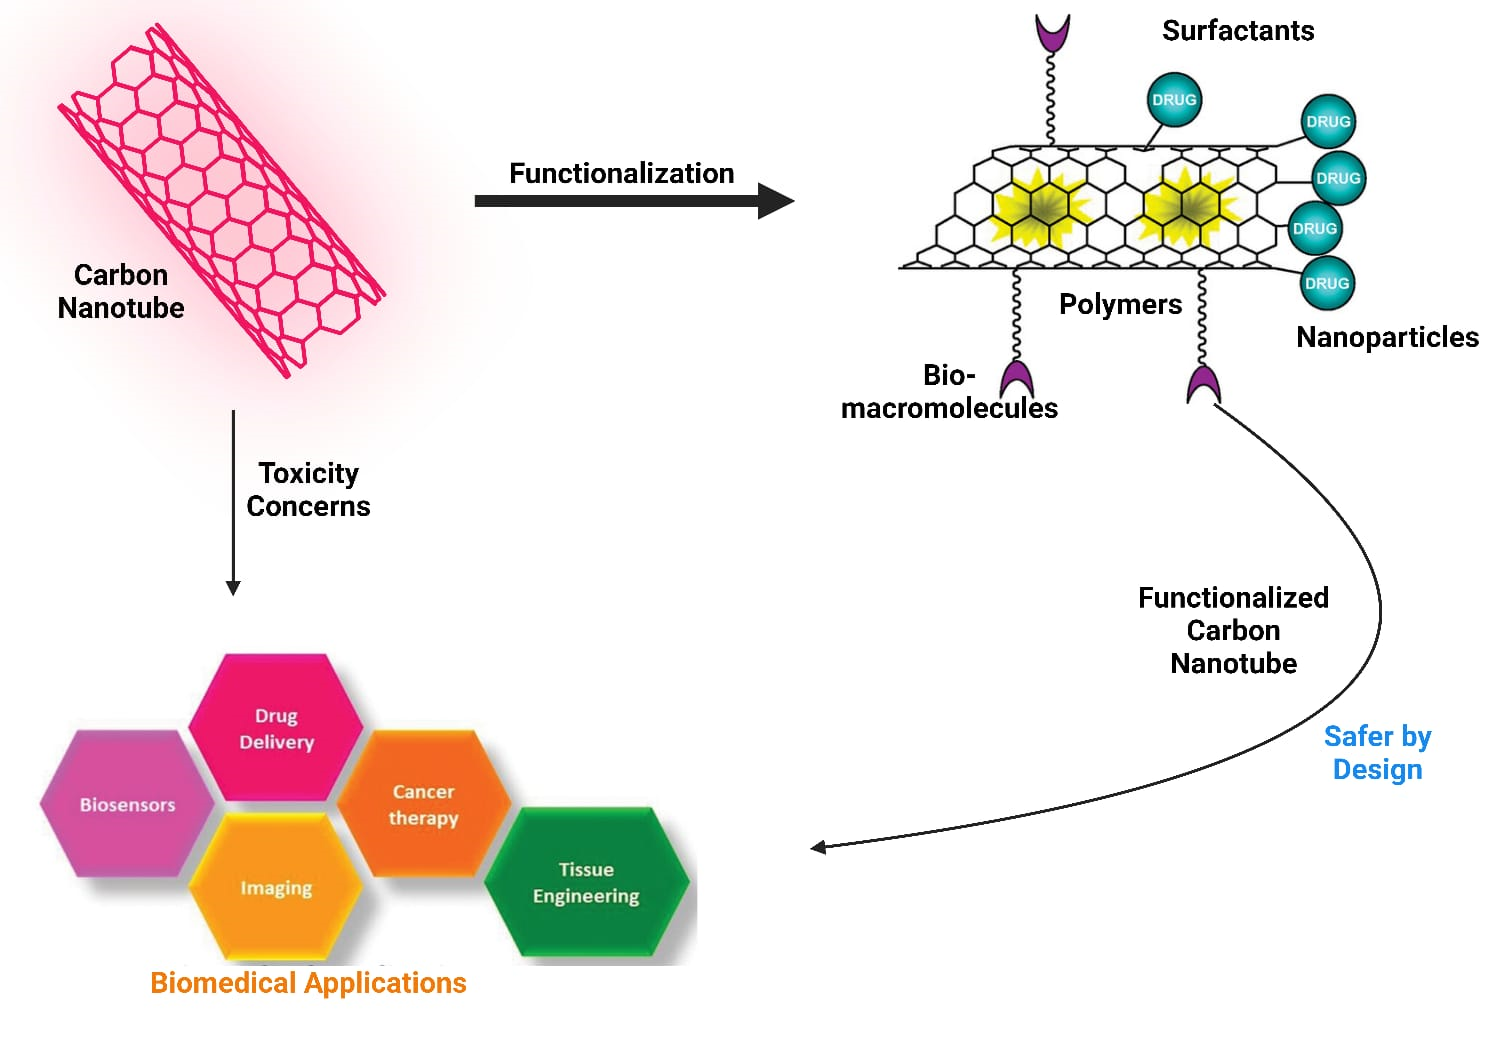 Surfactants
DRUG
DRUG
DRUG
DRUG
DRUG
Functionalization
Carbon
Nanotube
Polymers
Nanoparticles
Bio-
macromolecules
Toxicity
Concerns
Functionalized
Carbon
Nanotube
Safer by
Design
Drug
Delivery
Biosensors
Cancer
therapy
Imaging
Tissue
Engineering
Biomedical Applications